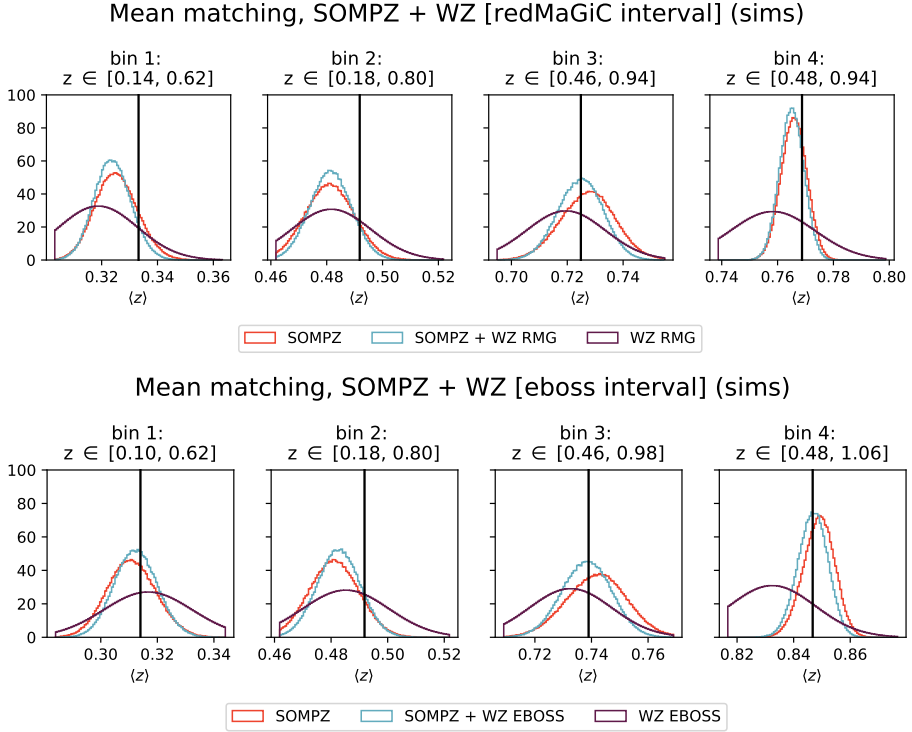 Mean matching, SOMPZ + WZ [redMaGiC interval] (sims)
bin 1:
z ∈ [0.14, 0.62]
bin 2:
z ∈ [0.18, 0.80]
bin 3:
z ∈ [0.46, 0.94]
bin 4:
z ∈ [0.48, 0.94]
100
80
60
40
20
0
0.32 0.34 0.36
0.46 0.48 0.50 0.52
0.70 0.72 0.74
0.74 0.76 0.78 0.80
⟨z⟩ ⟨z⟩ ⟨z⟩ ⟨z⟩
SOMPZ SOMPZ + WZ RMG WZ RMG
Mean matching, SOMPZ + WZ [eboss interval] (sims)
bin 1:
z ∈ [0.10, 0.62]
bin 2:
z ∈ [0.18, 0.80]
bin 3:
z ∈ [0.46, 0.98]
bin 4:
z ∈ [0.48, 1.06]
100
80
60
40
20
0
0.30 0.32 0.34
0.46 0.48 0.50 0.52
0.72 0.74 0.76
0.82 0.84 0.86
⟨z⟩ ⟨z⟩ ⟨z⟩ ⟨z⟩
SOMPZ SOMPZ + WZ EBOSS WZ EBOSS